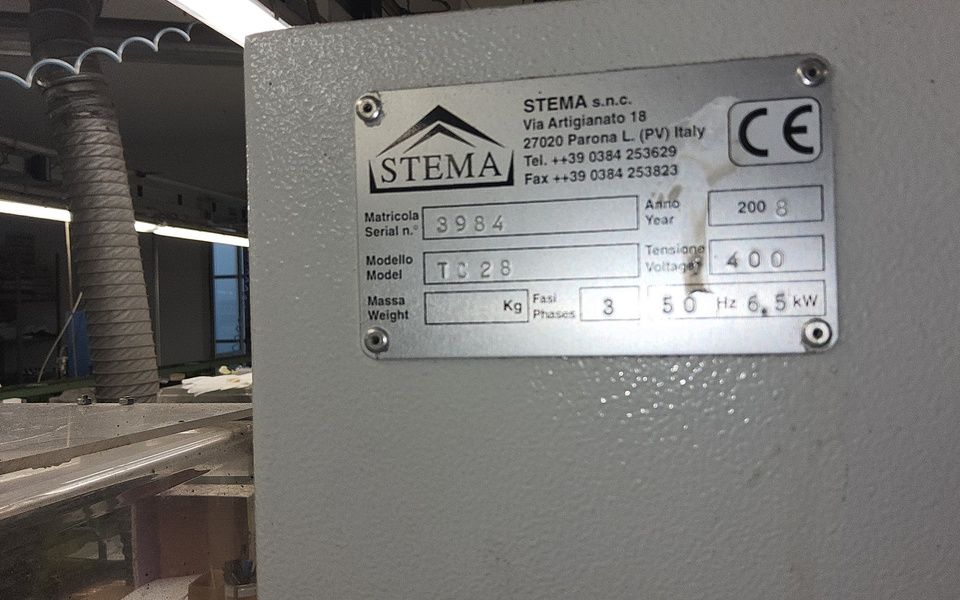 STEMA
STEMA s.n.c.
Via Artigianato 18
27020 Parona L. (PV) Italy
Tel. ++39 0384 253629
Fax ++39 0384 253823
CE
Matricola
Serial n.° 3984
Anno
Year 2008
Modello
Model TC28
Tensione
Voltage 400
Massa
Weight Kg
Fasi
Phases 3
50 Hz 6,5 kW